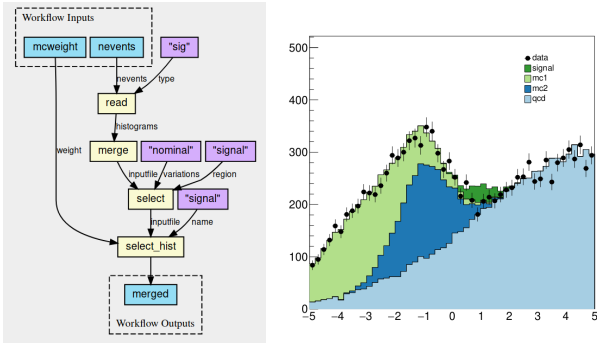 Workflow Inputs
mcweight nevents "sig"
nevents type
read
histograms
weight
merge "nominal" "signal"
inputfile variations region
select "signal"
inputfile name
select_hist
merged
Workflow Outputs
500
400
300
200
100
0
−5 −4 −3 −2 −1 0 1 2 3 4 5
data
signal
mc1
mc2
qcd